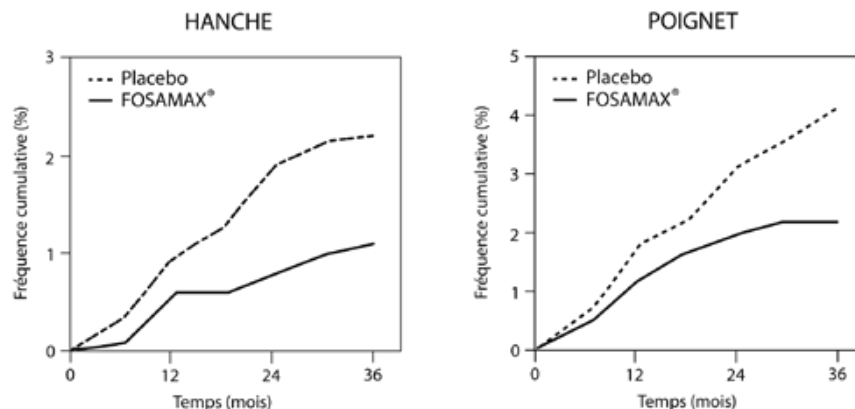 HANCHE
Fréquence cumulative (%)
3
2
1
0
Placebo
FOSAMAX®
0
12
24
36
Temps (mois)
POIGNET
Fréquence cumulative (%)
5
4
3
2
1
0
Placebo
FOSAMAX®
0
12
24
36
Temps (mois)